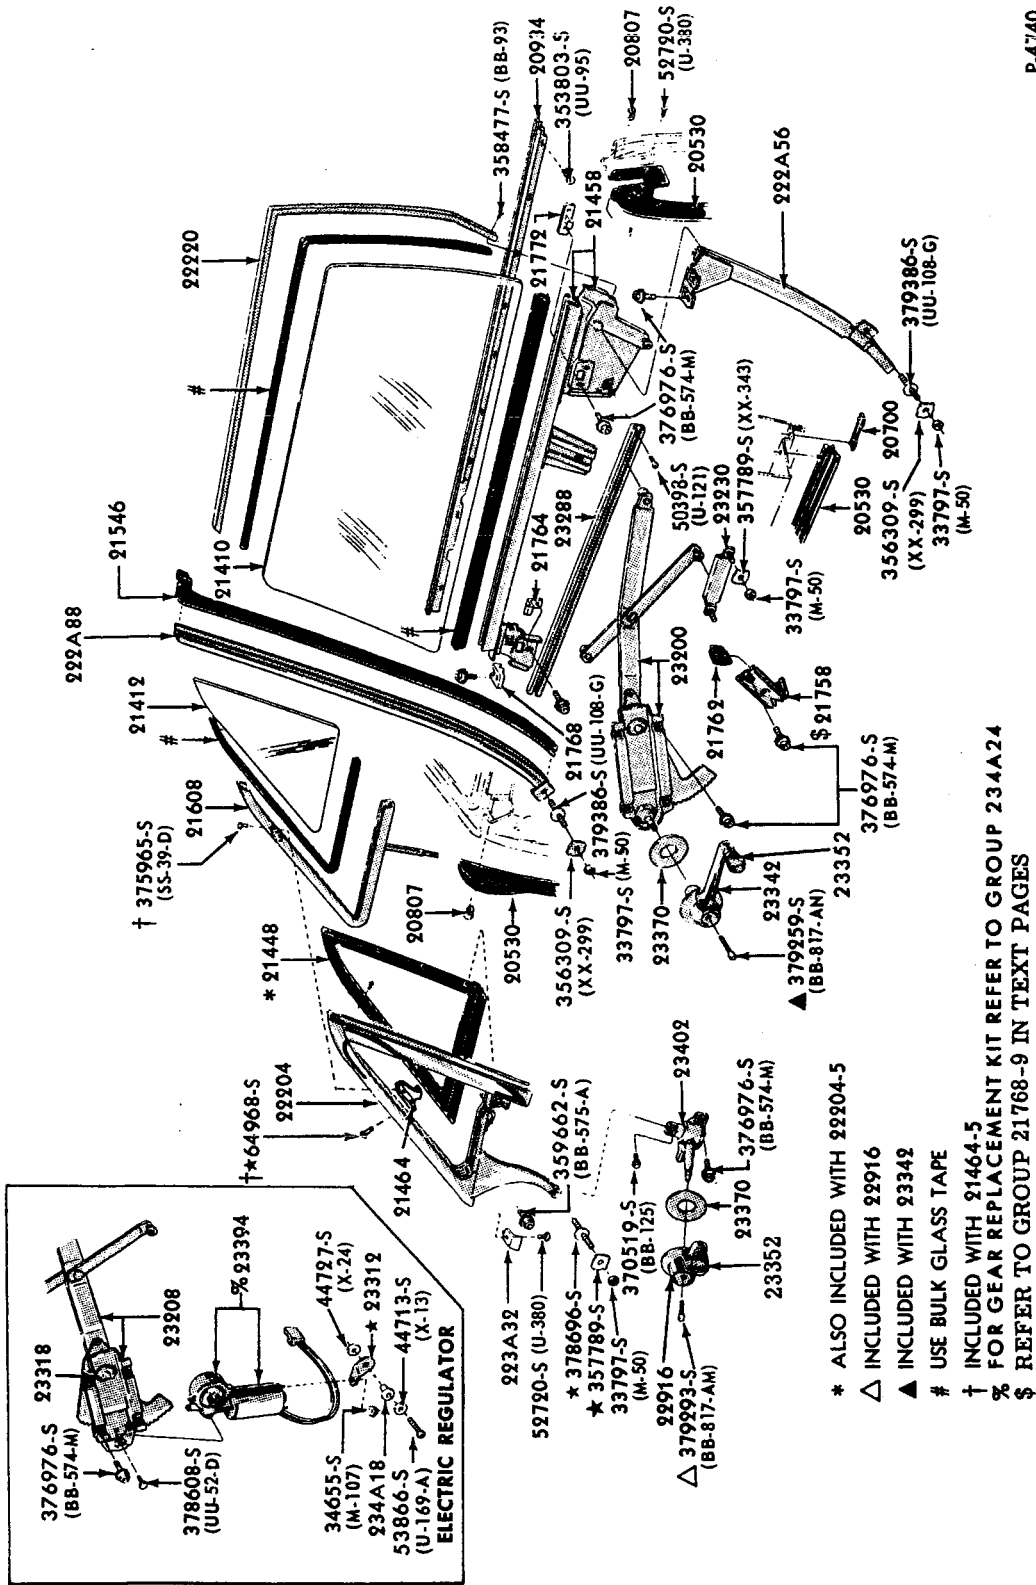 376976-S
(BB-574-M)
23318
23208
378608-S
(UU-52-D)
% 23394
34655-S
(M-107)
234A18
53866-S
(U-169-A)
44727-S
(X-24)
★ 23312
44713-S
(X-13)
ELECTRIC REGULATOR
† 375965-S
(SS-39-D)
21608
#
21412
222A88
21546
21410
#
22220
358477-S (BB-93)
20934
353803-S
(UU-95)
20807
52720-S
(U-380)
†★64968-S
22204
* 21448
21464
20807
20530
356309-S
(XX-299)
33797-S (M-50)
379386-S (UU-108-G)
21768
#
21764
23288
21772
21458
376976-S
(BB-574-M)
50398-S
(U-121)
23230
357789-S (XX-343)
33797-S
(M-50)
20530
222A56
379386-S
(UU-108-G)
20700
20530
356309-S
(XX-299)
33797-S
(M-50)
23200
21762
$ 21758
376976-S
(BB-574-M)
23370
23342
23352
▲ 379259-S
(BB-817-AN)
223A32
52720-S (U-380)
359662-S
(BB-575-A)
★ 378696-S
★ 357789-S
33797-S
(M-50)
370519-S
(BB-125)
23402
376976-S
(BB-574-M)
23370
23352
22916
△ 379293-S
(BB-817-AM)
* ALSO INCLUDED WITH 22204-5
△ INCLUDED WITH 22916
▲ INCLUDED WITH 23342
# USE BULK GLASS TAPE
† INCLUDED WITH 21464-5
% FOR GEAR REPLACEMENT KIT REFER TO GROUP 234A24
$ REFER TO GROUP 21768-9 IN TEXT PAGES
P-4740